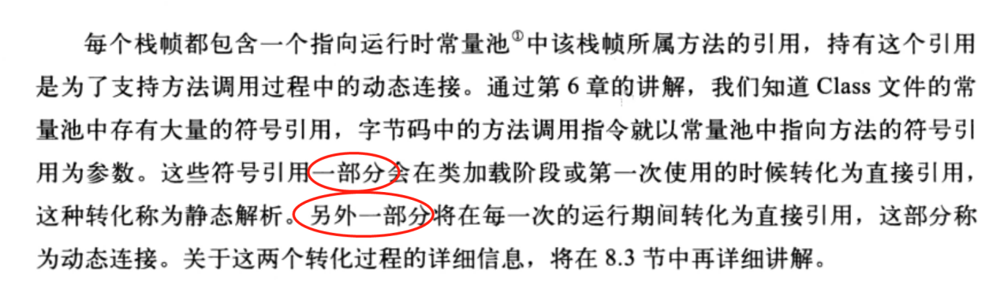 每个栈帧都包含一个指向运行时常量池①中该栈帧所属方法的引用，持有这个引用
是为了支持方法调用过程中的动态连接。通过第 6 章的讲解，我们知道 Class 文件的常
量池中存有大量的符号引用，字节码中的方法调用指令就以常量池中指向方法的符号引
用为参数。这些符号引用一部分会在类加载阶段或第一次使用的时候转化为直接引用，
这种转化称为静态解析。另外一部分将在每一次的运行期间转化为直接引用，这部分称
为动态连接。关于这两个转化过程的详细信息，将在 8.3 节中再详细讲解。